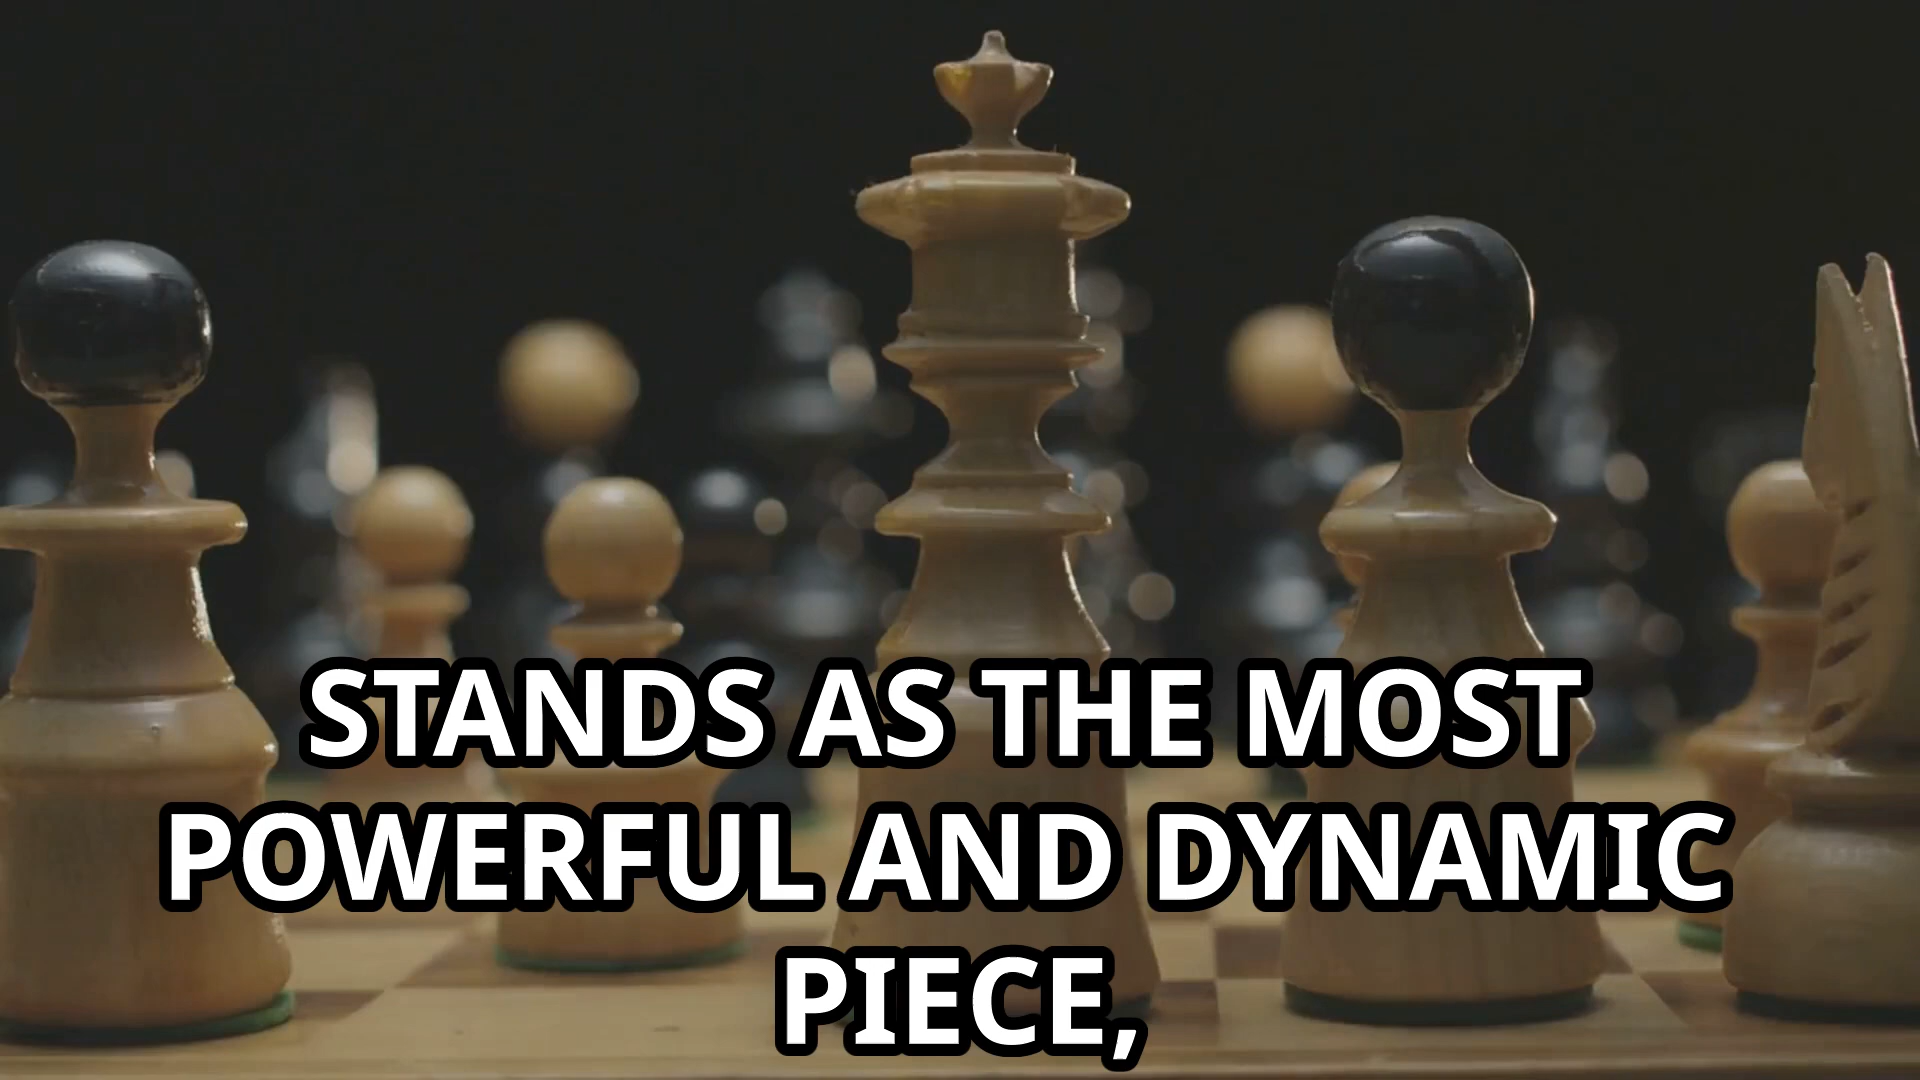 STANDS AS THE MOST
POWERFUL AND DYNAMIC
PIECE,